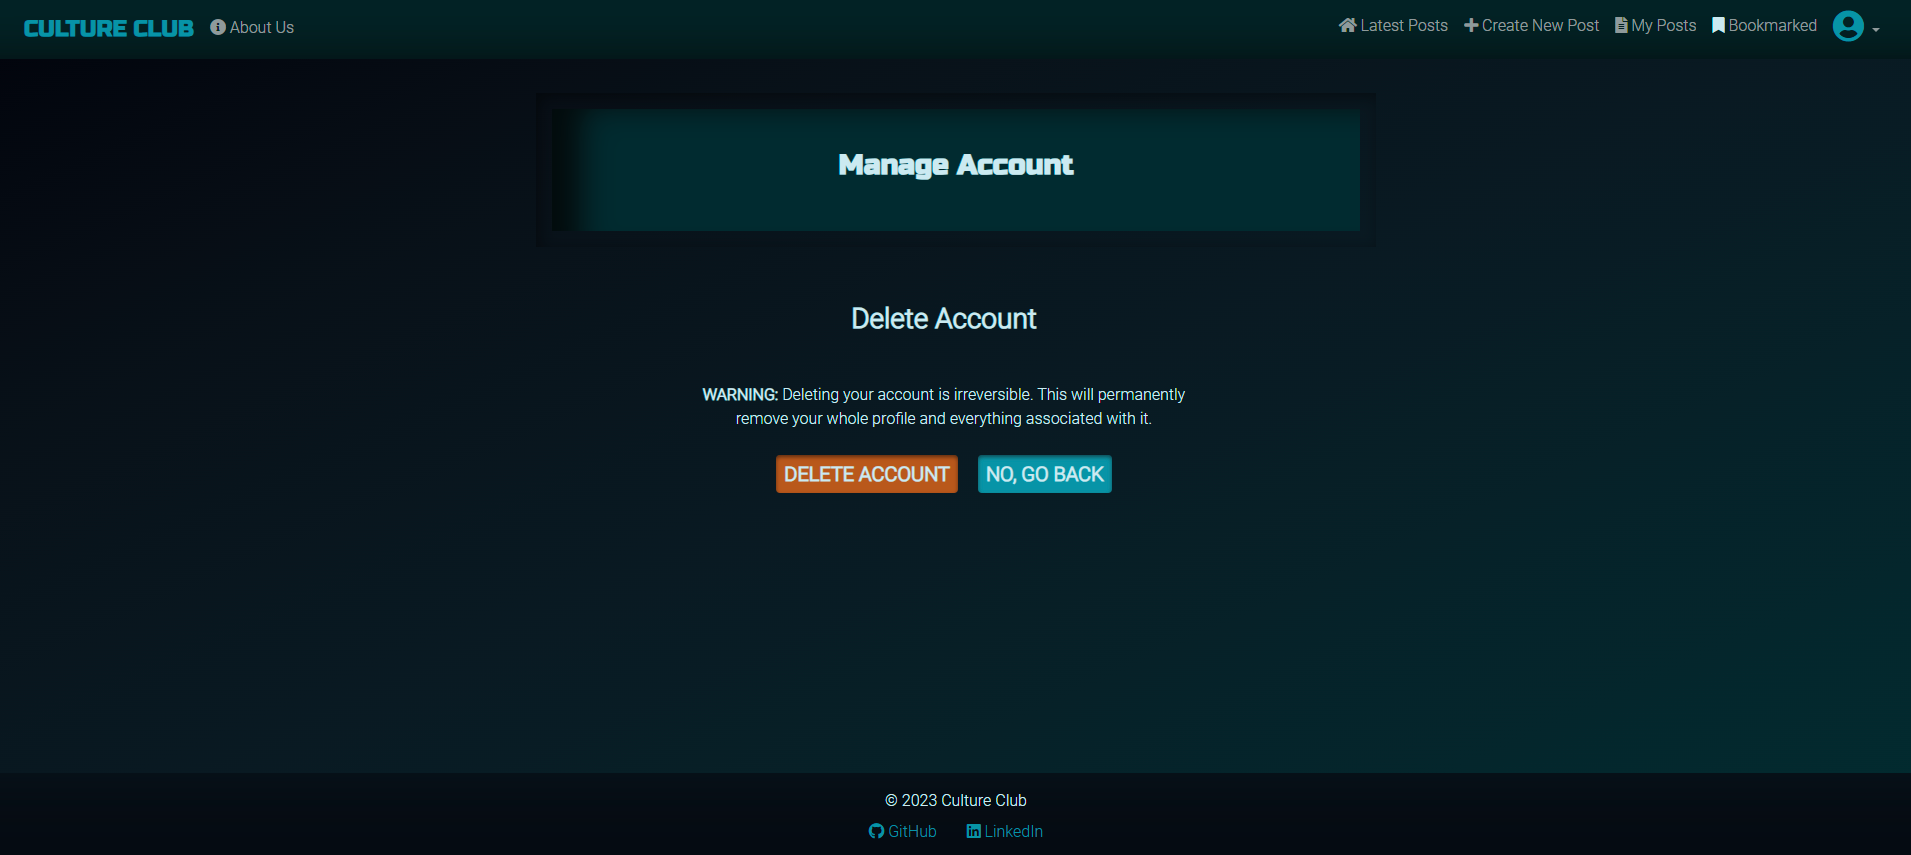 CULTURE CLUB About Us Latest Posts Create New Post My Posts Bookmarked
Manage Account
Delete Account
WARNING: Deleting your account is irreversible. This will permanently
remove your whole profile and everything associated with it.
DELETE ACCOUNT NO, GO BACK
© 2023 Culture Club
GitHub LinkedIn